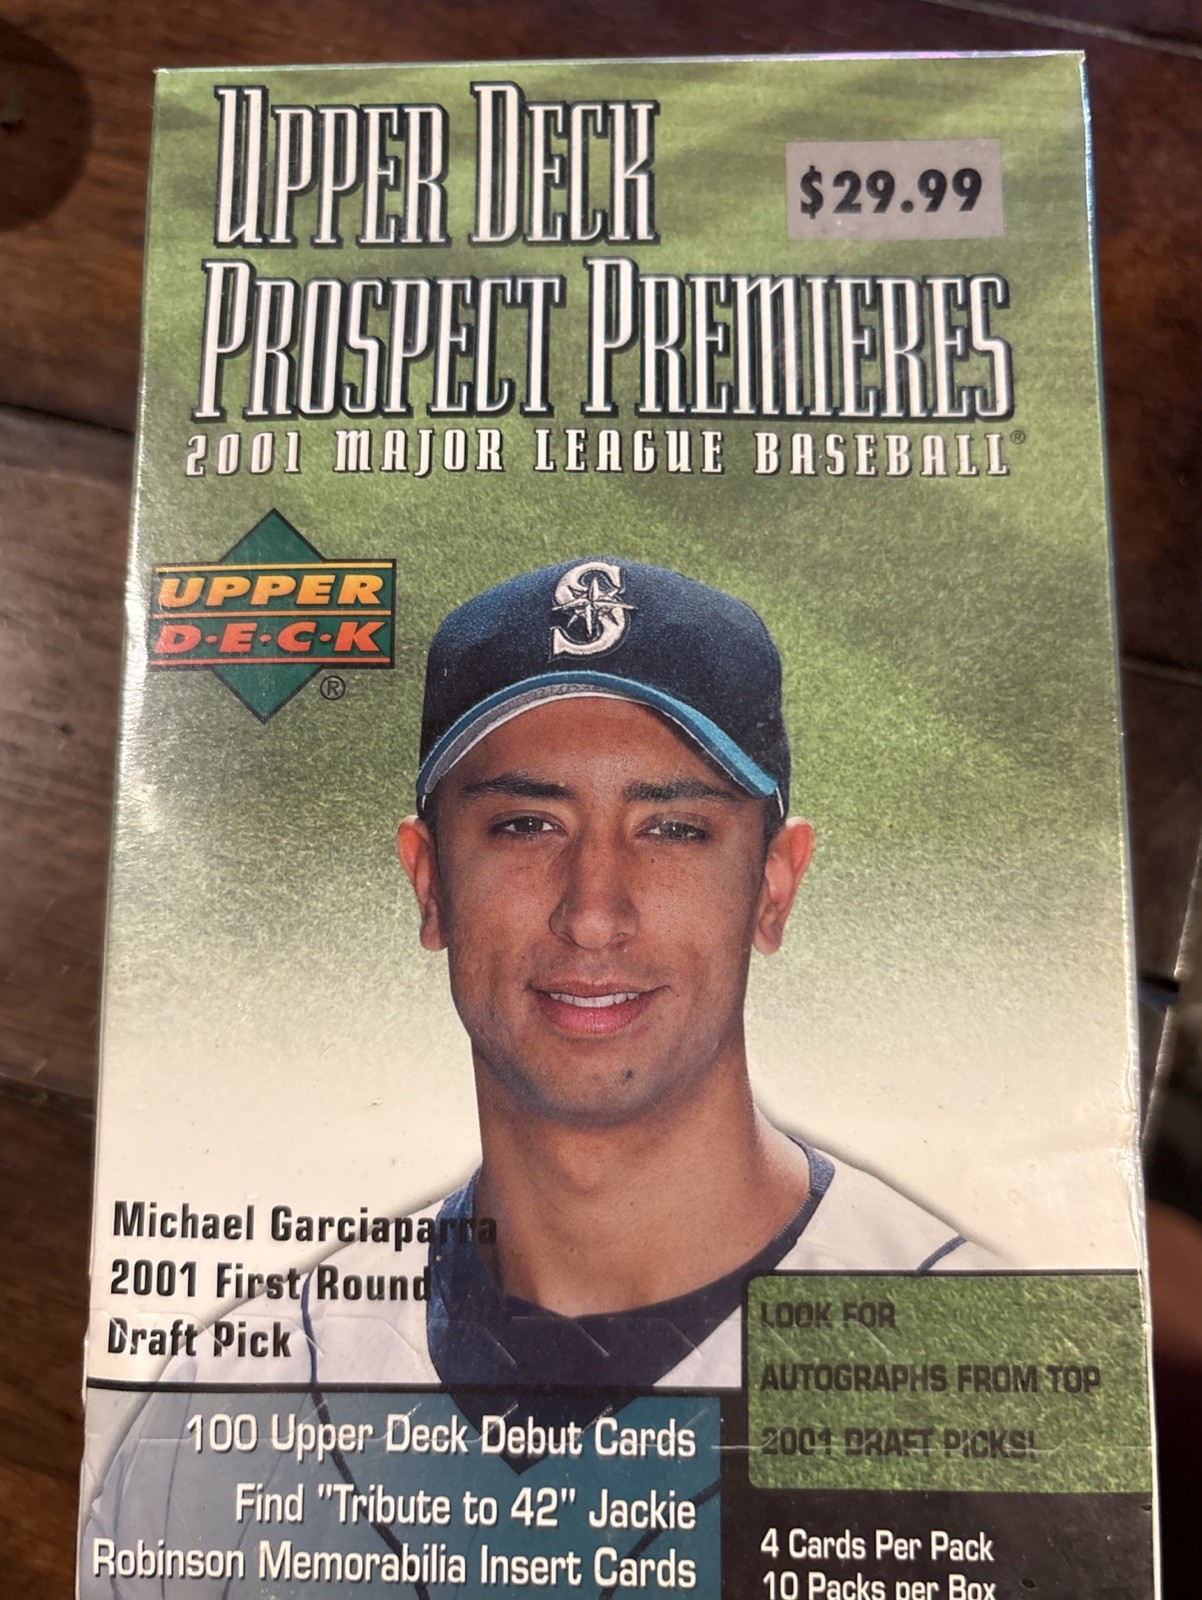 UPPER DECK
$29.99
PROSPECT PREMIERES
2001 MAJOR LEAGUE BASEBALL®
UPPER
D·E·C·K
®
S
Michael Garciaparra
2001 First Round
Draft Pick
LOOK FOR
AUTOGRAPHS FROM TOP
2001 DRAFT PICKS!
100 Upper Deck Debut Cards
Find "Tribute to 42" Jackie
Robinson Memorabilia Insert Cards
4 Cards Per Pack
10 Packs per Box